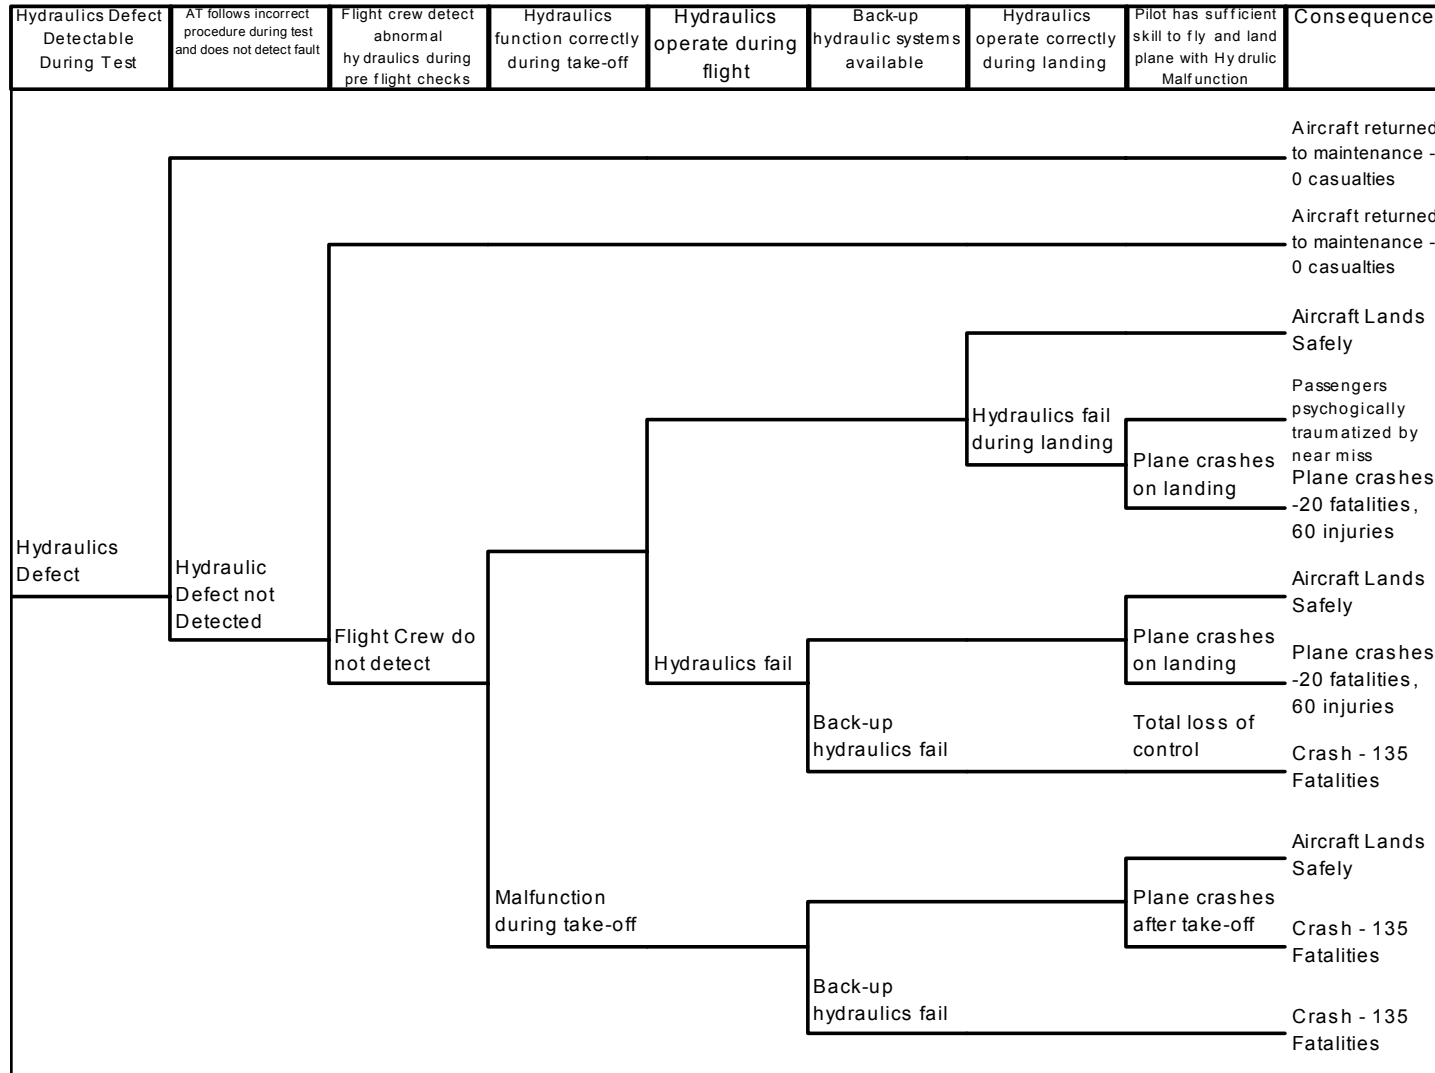 Hydraulics Defect
Detectable
During Test
AT follows incorrect
procedure during test
and does not detect fault
Flight crew detect
abnormal
hydraulics during
pre flight checks
Hydraulics
function correctly
during take-off
Hydraulics
operate during
flight
Back-up
hydraulic systems
available
Hydraulics
operate correctly
during landing
Pilot has sufficient
skill to fly and land
plane with Hydrulic
Malfunction
Consequence
Aircraft returned
to maintenance -
0 casualties
Aircraft returned
to maintenance -
0 casualties
Aircraft Lands
Safely
Passengers
psychogically
traumatized by
near miss
Hydraulics fail
during landing
Plane crashes
on landing
Plane crashes
-20 fatalities,
60 injuries
Hydraulics
Defect
Hydraulic
Defect not
Detected
Flight Crew do
not detect
Hydraulics fail
Aircraft Lands
Safely
Plane crashes
on landing
Plane crashes
-20 fatalities,
60 injuries
Back-up
hydraulics fail
Total loss of
control
Crash - 135
Fatalities
Aircraft Lands
Safely
Malfunction
during take-off
Plane crashes
after take-off
Crash - 135
Fatalities
Back-up
hydraulics fail
Crash - 135
Fatalities